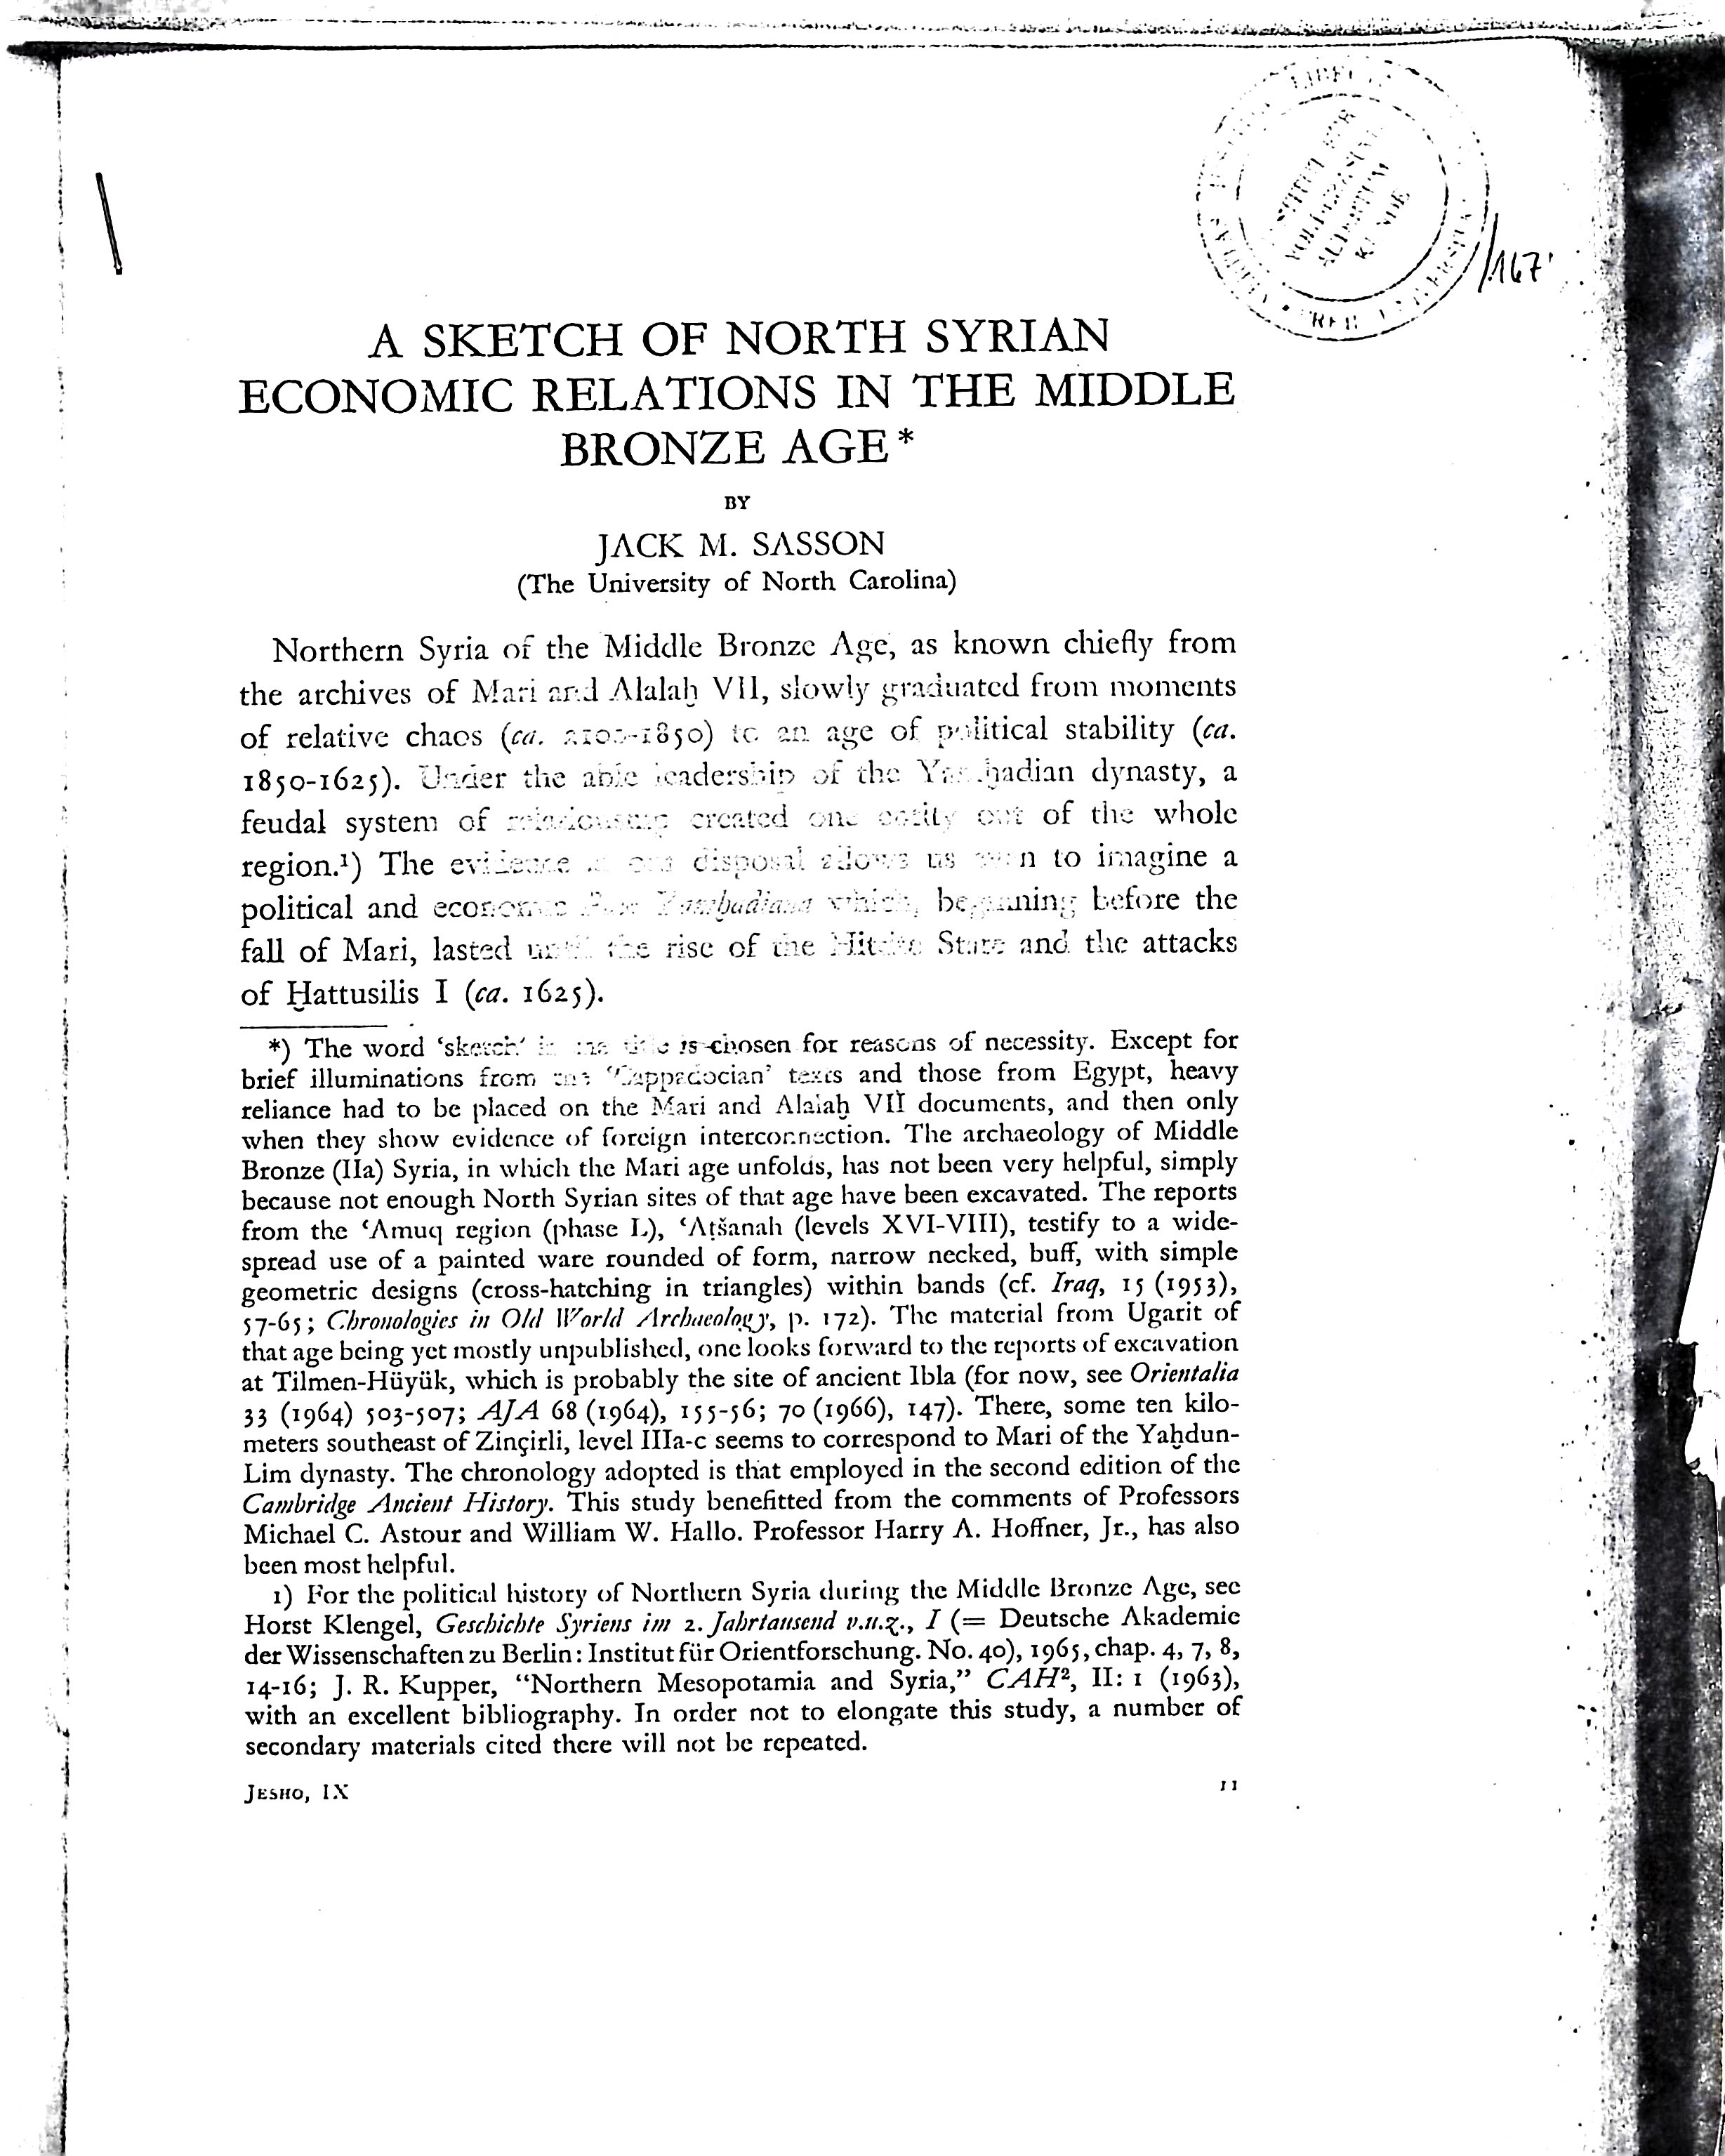 /167
A SKETCH OF NORTH SYRIAN
ECONOMIC RELATIONS IN THE MIDDLE
BRONZE AGE*
BY
JACK M. SASSON
(The University of North Carolina)
Northern Syria of the Middle Bronze Age, as known chiefly from
the archives of Mari and Alalaḫ VII, slowly graduated from moments
of relative chaos (ca. -1850) to an age of political stability (ca.
1850-1625). Under the able leadership of the Yamḫadian dynasty, a
feudal system of relationship created one entity out of the whole
region.¹) The evidence at our disposal allows us even to imagine a
political and economic Pax Yamḫadiana which, beginning before the
fall of Mari, lasted until the rise of the Hittite State and the attacks
of Ḫattusilis I (ca. 1625).
*) The word ‘sketch’ in the title is chosen for reasons of necessity. Except for
brief illuminations from the ‘Cappadocian’ texts and those from Egypt, heavy
reliance had to be placed on the Mari and Alalaḫ VII documents, and then only
when they show evidence of foreign interconnection. The archaeology of Middle
Bronze (IIa) Syria, in which the Mari age unfolds, has not been very helpful, simply
because not enough North Syrian sites of that age have been excavated. The reports
from the ‘Amuq region (phase L), ‘Atšanah (levels XVI-VIII), testify to a wide-
spread use of a painted ware rounded of form, narrow necked, buff, with simple
geometric designs (cross-hatching in triangles) within bands (cf. Iraq, 15 (1953),
57-65; Chronologies in Old World Archaeology, p. 172). The material from Ugarit of
that age being yet mostly unpublished, one looks forward to the reports of excavation
at Tilmen-Hüyük, which is probably the site of ancient Ibla (for now, see Orientalia
33 (1964) 503-507; AJA 68 (1964), 155-56; 70 (1966), 147). There, some ten kilo-
meters southeast of Zinçirli, level IIIa-c seems to correspond to Mari of the Yaḫdun-
Lim dynasty. The chronology adopted is that employed in the second edition of the
Cambridge Ancient History. This study benefitted from the comments of Professors
Michael C. Astour and William W. Hallo. Professor Harry A. Hoffner, Jr., has also
been most helpful.
1) For the political history of Northern Syria during the Middle Bronze Age, see
Horst Klengel, Geschichte Syriens im 2. Jahrtausend v.u.z., I (= Deutsche Akademie
der Wissenschaften zu Berlin: Institut für Orientforschung. No. 40), 1965, chap. 4, 7, 8,
14-16; J. R. Kupper, “Northern Mesopotamia and Syria,” CAH², II: 1 (1963),
with an excellent bibliography. In order not to elongate this study, a number of
secondary materials cited there will not be repeated.
JESHO, IX 11